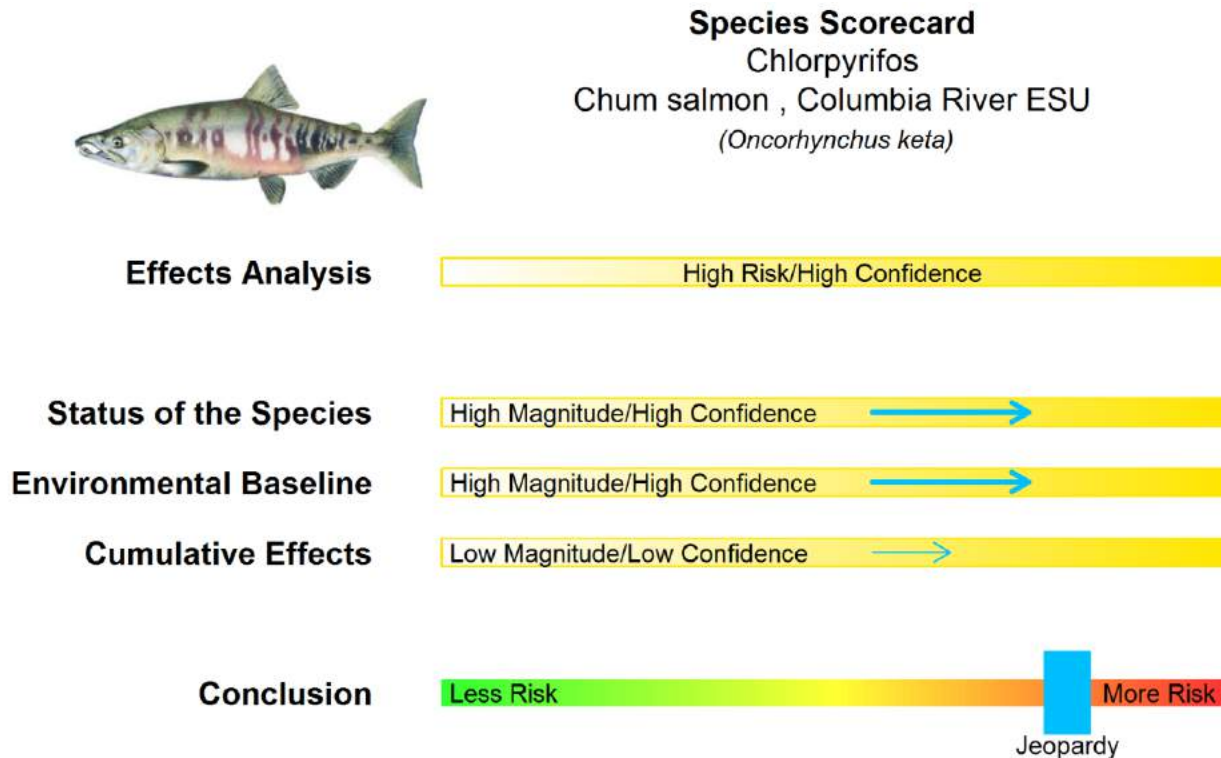 Species Scorecard
Chlorpyrifos
Chum salmon , Columbia River ESU
(Oncorhynchus keta)
Effects Analysis
High Risk/High Confidence
Status of the Species
High Magnitude/High Confidence
Environmental Baseline
High Magnitude/High Confidence
Cumulative Effects
Low Magnitude/Low Confidence
Conclusion
Less Risk
More Risk
Jeopardy